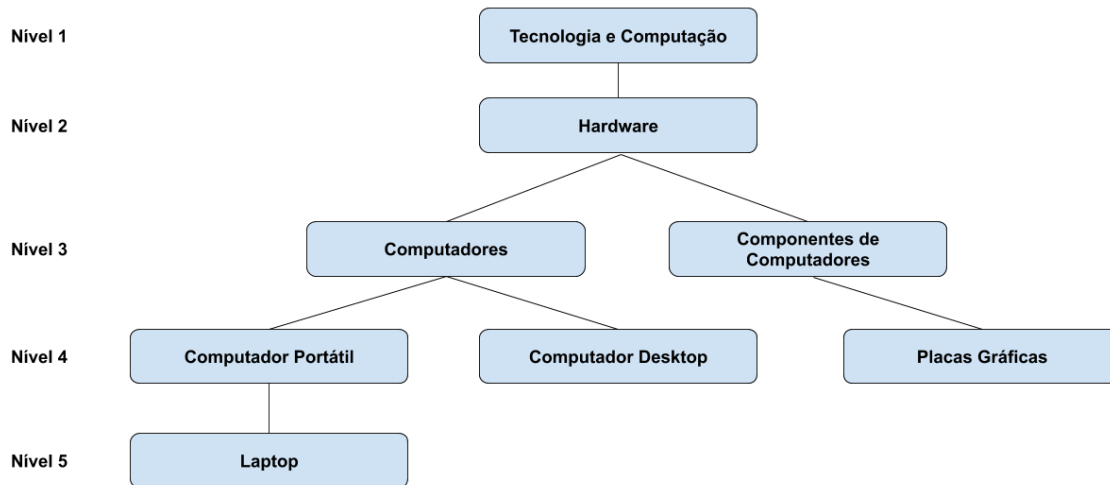 Nível 1
Tecnologia e Computação
Nível 2
Hardware
Nível 3
Computadores
Componentes de
Computadores
Nível 4
Computador Portátil
Computador Desktop
Placas Gráficas
Nível 5
Laptop